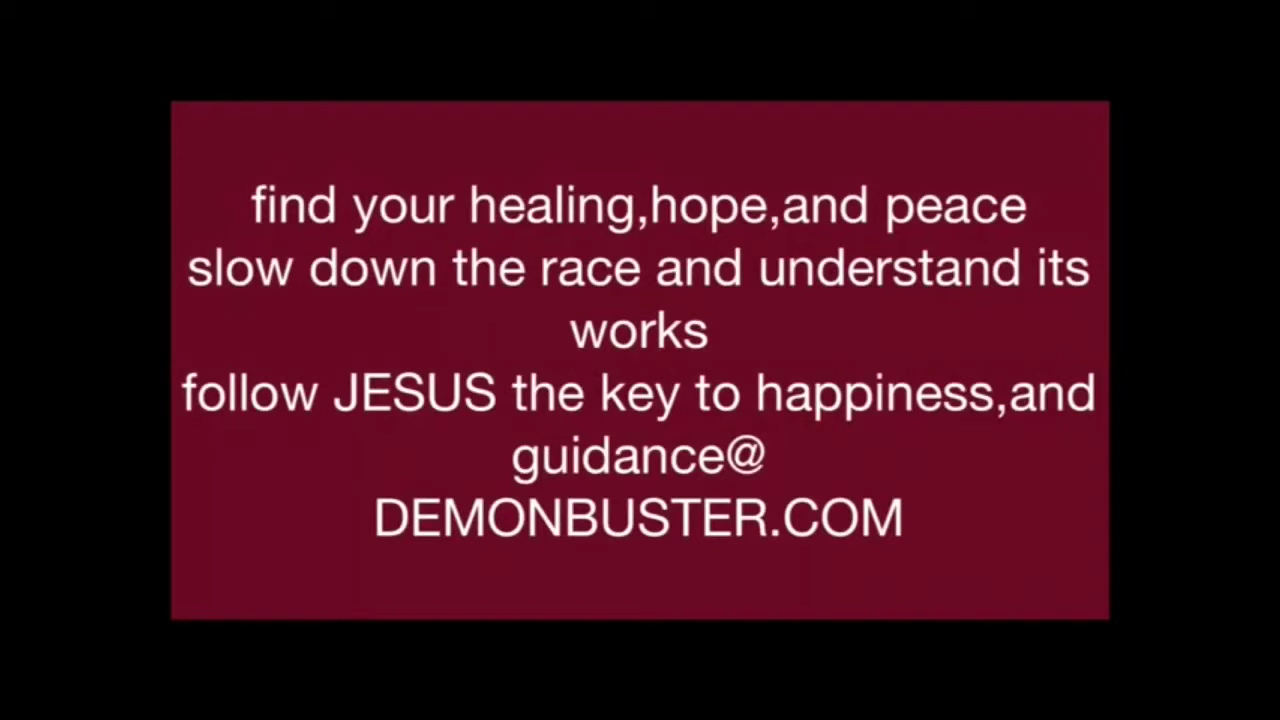 find your healing,hope,and peace
slow down the race and understand its
works
follow JESUS the key to happiness,and
guidance@
DEMONBUSTER.COM